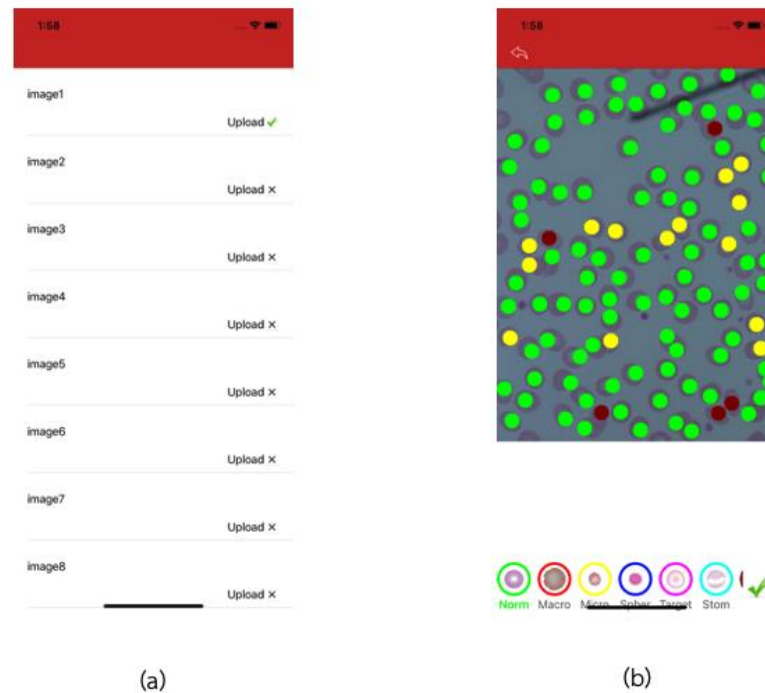 1:58
image1
Upload
image2
Upload
image3
Upload
image4
Upload
image5
Upload
image6
Upload
image7
Upload
image8
Upload
(a)
1:58
Norm Macro Micro Spher Target Stom
(b)